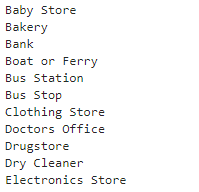 Baby Store
Bakery
Bank
Boat or Ferry
Bus Station
Bus Stop
Clothing Store
Doctors Office
Drugstore
Dry Cleaner
Electronics Store